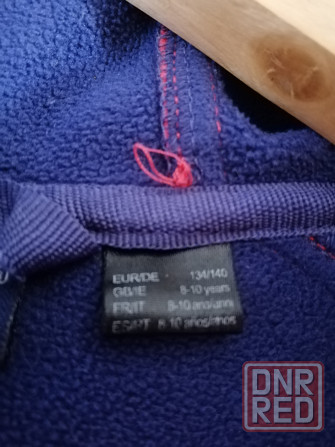 EUR/DE · 134/140
GB/IE 8-10 years
FR/IT 8-10 ans/anni
ES/PT 8-10 años/anos
DNR
RED